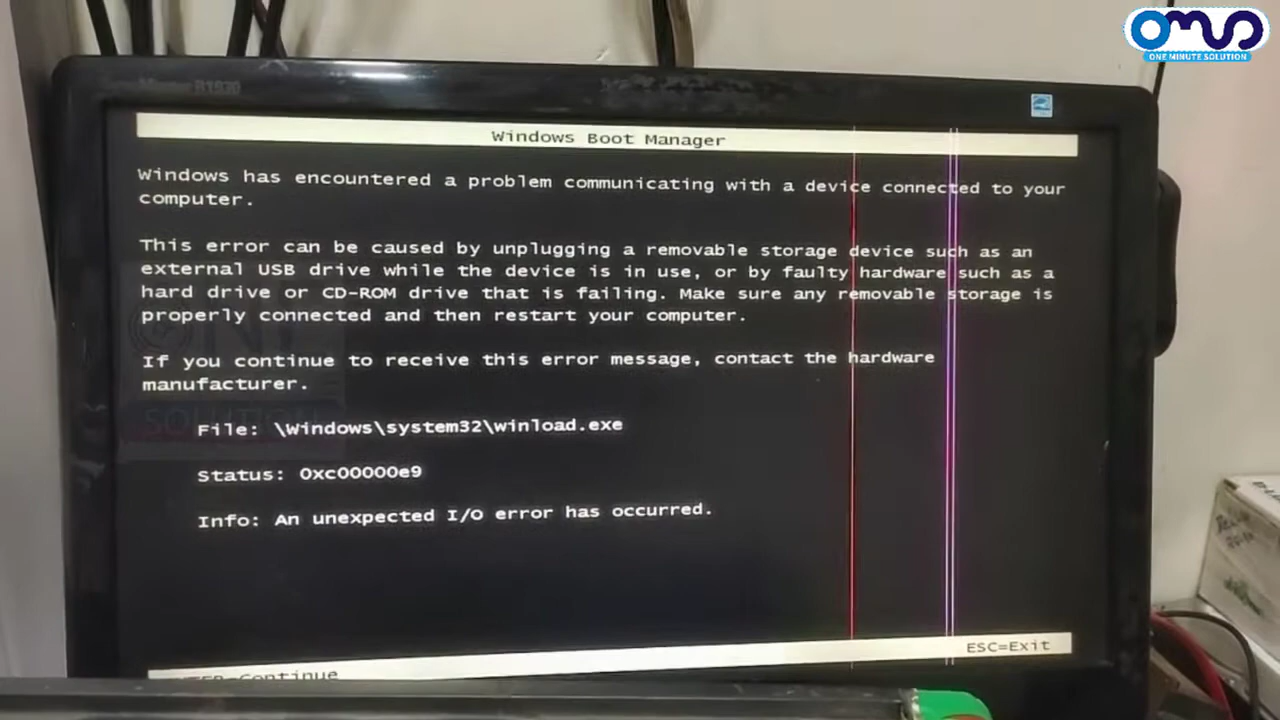 OMUS
ONE MINUTE SOLUTION
Windows Boot Manager
Windows has encountered a problem communicating with a device connected to your
computer.
This error can be caused by unplugging a removable storage device such as an
external USB drive while the device is in use, or by faulty hardware such as a
hard drive or CD-ROM drive that is failing. Make sure any removable storage is
properly connected and then restart your computer.
If you continue to receive this error message, contact the hardware
manufacturer.
SOLUTION
File: \Windows\system32\winload.exe
Status: 0xc00000e9
Info: An unexpected I/O error has occurred.
ESC=Exit
=Continue